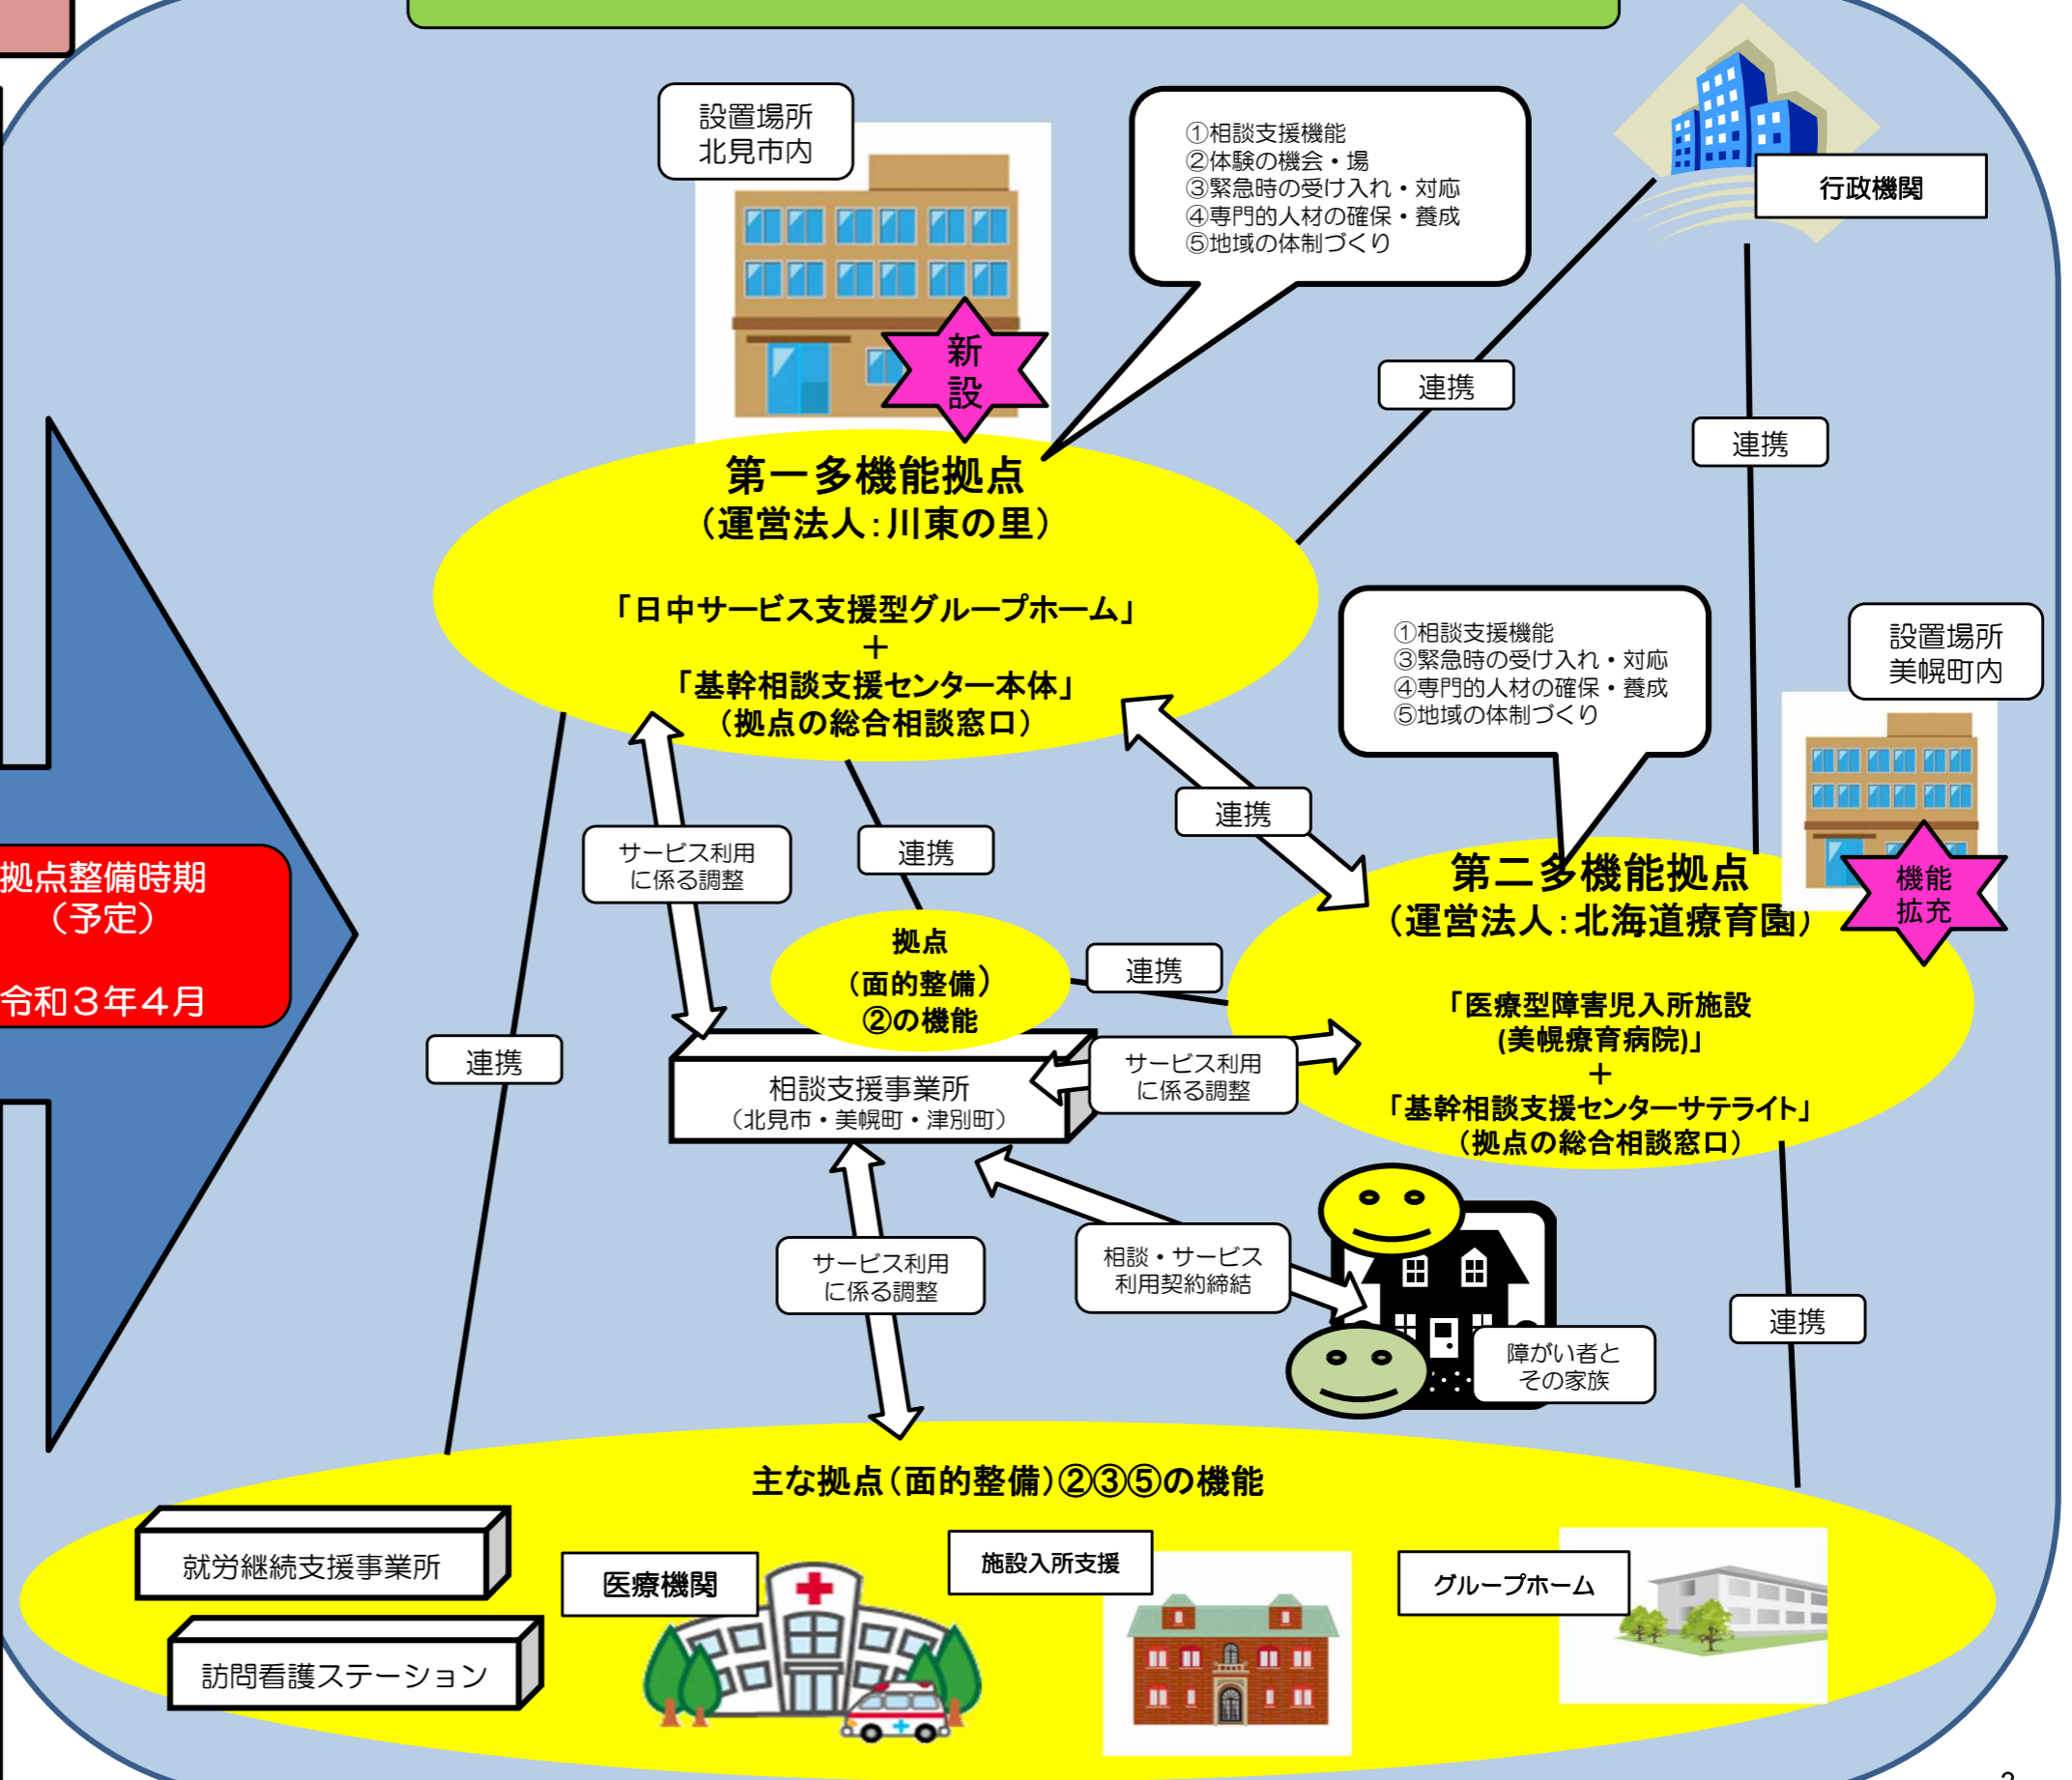 設置場所
北見市内
①相談支援機能
②体験の機会・場
③緊急時の受け入れ・対応
④専門的人材の確保・養成
⑤地域の体制づくり
行政機関
新
設
連携
連携
第一多機能拠点
（運営法人：川東の里）
「日中サービス支援型グループホーム」
＋
「基幹相談支援センター本体」
（拠点の総合相談窓口）
①相談支援機能
③緊急時の受け入れ・対応
④専門的人材の確保・養成
⑤地域の体制づくり
設置場所
美幌町内
機能
拡充
サービス利用
に係る調整
連携
連携
拠点整備時期
（予定）
令和３年４月
第二多機能拠点
（運営法人：北海道療育園）
「医療型障害児入所施設
(美幌療育病院)」
＋
「基幹相談支援センターサテライト」
（拠点の総合相談窓口）
拠点
（面的整備）
②の機能
連携
連携
サービス利用
に係る調整
相談支援事業所
（北見市・美幌町・津別町）
サービス利用
に係る調整
相談・サービス
利用契約締結
障がい者と
その家族
連携
主な拠点（面的整備）②③⑤の機能
就労継続支援事業所
訪問看護ステーション
医療機関
施設入所支援
グループホーム